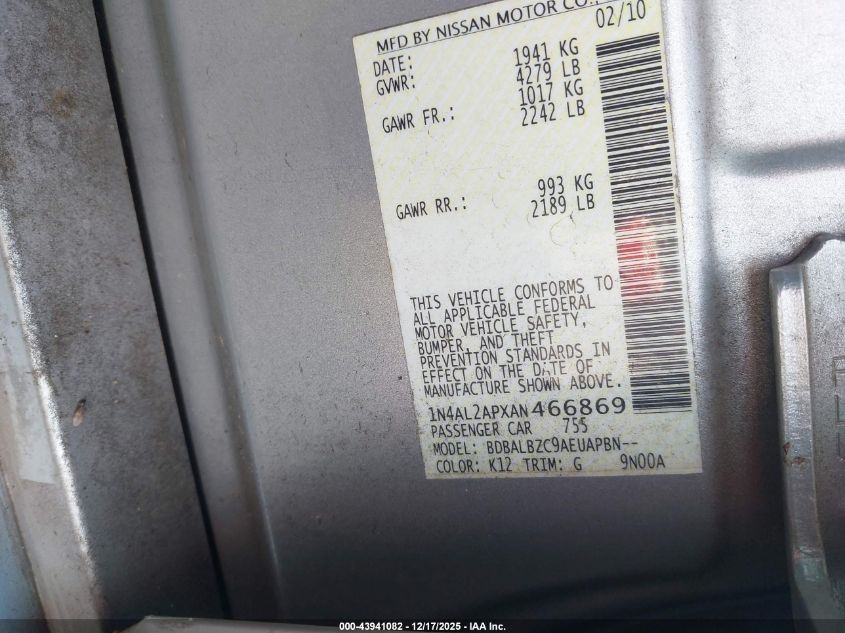 MFD BY NISSAN MOTOR CO.,
DATE: 02/10
GVWR: 1941 KG
4279 LB
GAWR FR.: 1017 KG
2242 LB
GAWR RR.: 993 KG
2189 LB
THIS VEHICLE CONFORMS TO
ALL APPLICABLE FEDERAL
MOTOR VEHICLE SAFETY,
BUMPER, AND THEFT
PREVENTION STANDARDS IN
EFFECT ON THE DATE OF
MANUFACTURE SHOWN ABOVE.
1N4AL2APXAN466869
PASSENGER CAR 755
MODEL: BDBALBZC9AEUAPBN--
COLOR: K12 TRIM: G 9N00A
000-43941082 - 12/17/2025 - IAA Inc.